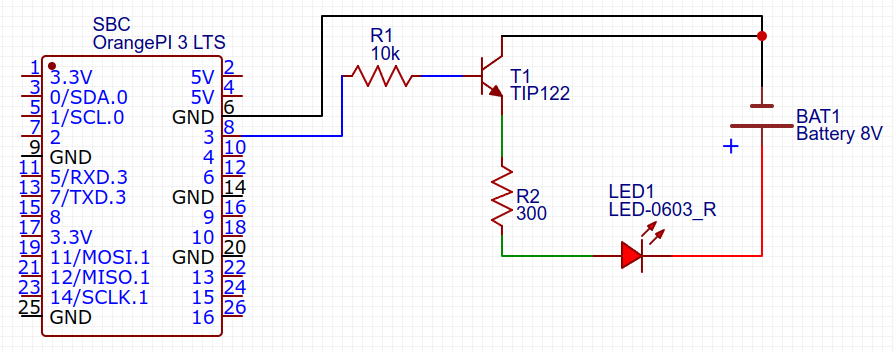 SBC
OrangePI 3 LTS
1 3.3V 5V 2
3 0/SDA.0 5V 4
5 1/SCL.0 GND 6
7 2 3 8
9 GND 4 10
11 5/RXD.3 6 12
13 7/TXD.3 GND 14
15 8 9 16
17 3.3V 10 18
19 11/MOSI.1 GND 20
21 12/MISO.1 13 22
23 14/SCLK.1 15 24
25 GND 16 26
R1
10k
T1
TIP122
R2
300
LED1
LED-0603_R
BAT1
Battery 8V
+